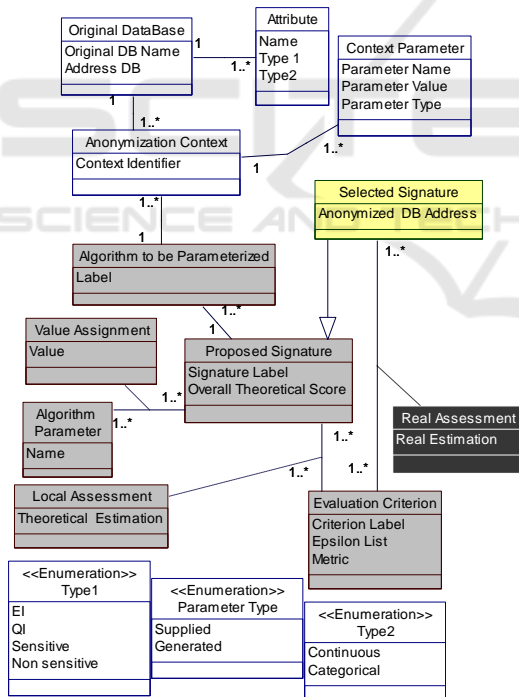 Original DataBase
Original DB Name
Address DB
Attribute
Name
Type 1
Type2
Context Parameter
Parameter Name
Parameter Value
Parameter Type
1
1..*
1
1..*
Anonymization Context
Context Identifier
1..*
1
1..*
1
Selected Signature
Anonymized DB Address
SCIENCE AND TECH
1..*
Algorithm to be Parameterized
Label
1..*
1
Value Assignment
Value
Proposed Signature
Signature Label
Overall Theoretical Score
1..*
1..*
Algorithm
Parameter
Name
Real Assessment
Real Estimation
1..*
1..*
1..*
Local Assessment
Theoretical Estimation
Evaluation Criterion
Criterion Label
Epsilon List
Metric
<<Enumeration>>
Type1
EI
QI
Sensitive
Non sensitive
<<Enumeration>>
Parameter Type
Supplied
Generated
<<Enumeration>>
Type2
Continuous
Categorical